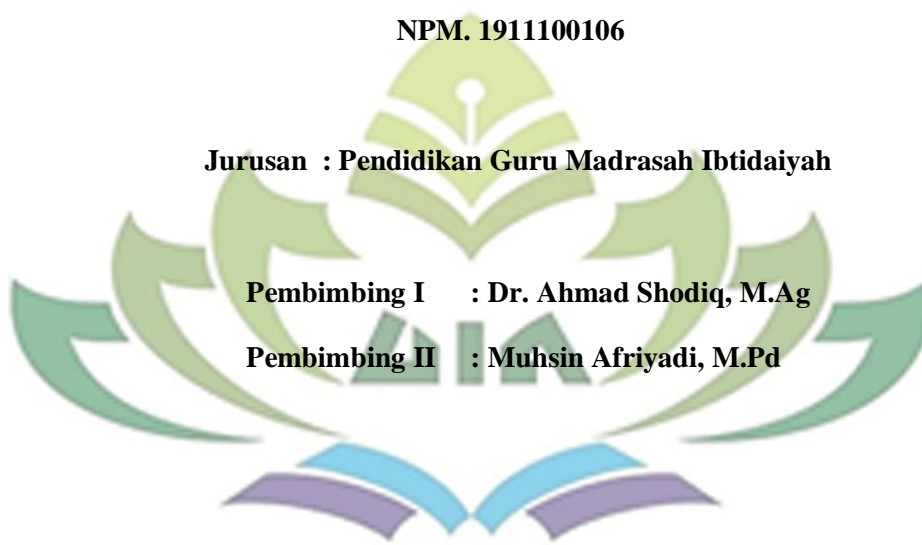 NPM. 1911100106
Jurusan : Pendidikan Guru Madrasah Ibtidaiyah
Pembimbing I : Dr. Ahmad Shodiq, M.Ag
Pembimbing II : Muhsin Afriyadi, M.Pd